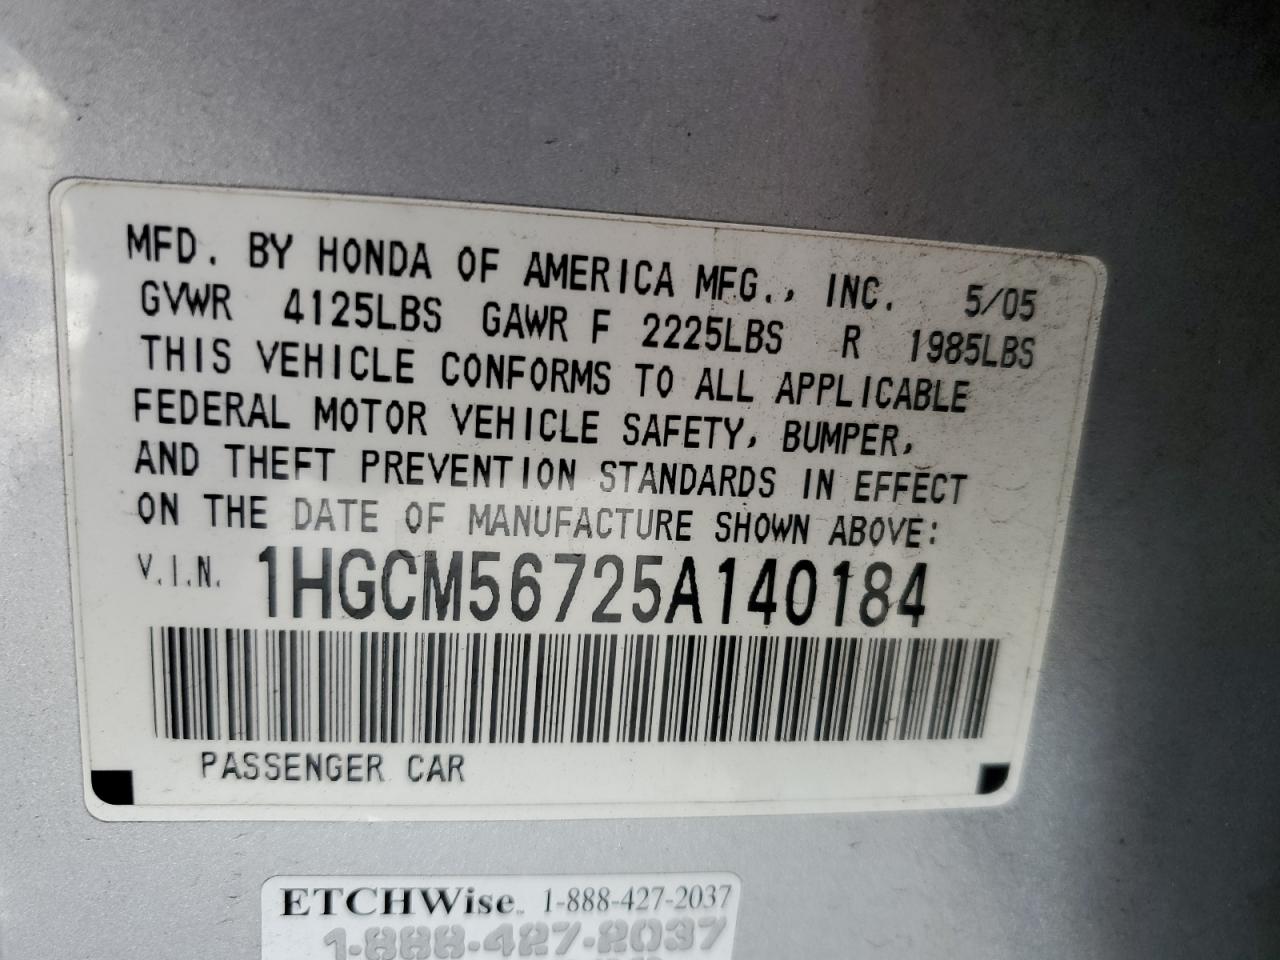 MFD. BY HONDA OF AMERICA MFG., INC. 5/05
GVWR 4125LBS GAWR F 2225LBS R 1985LBS
THIS VEHICLE CONFORMS TO ALL APPLICABLE
FEDERAL MOTOR VEHICLE SAFETY, BUMPER,
AND THEFT PREVENTION STANDARDS IN EFFECT
ON THE DATE OF MANUFACTURE SHOWN ABOVE:
V.I.N. 1HGCM56725A140184
PASSENGER CAR
ETCHWise 1-888-427-2037
1-888-427-2037